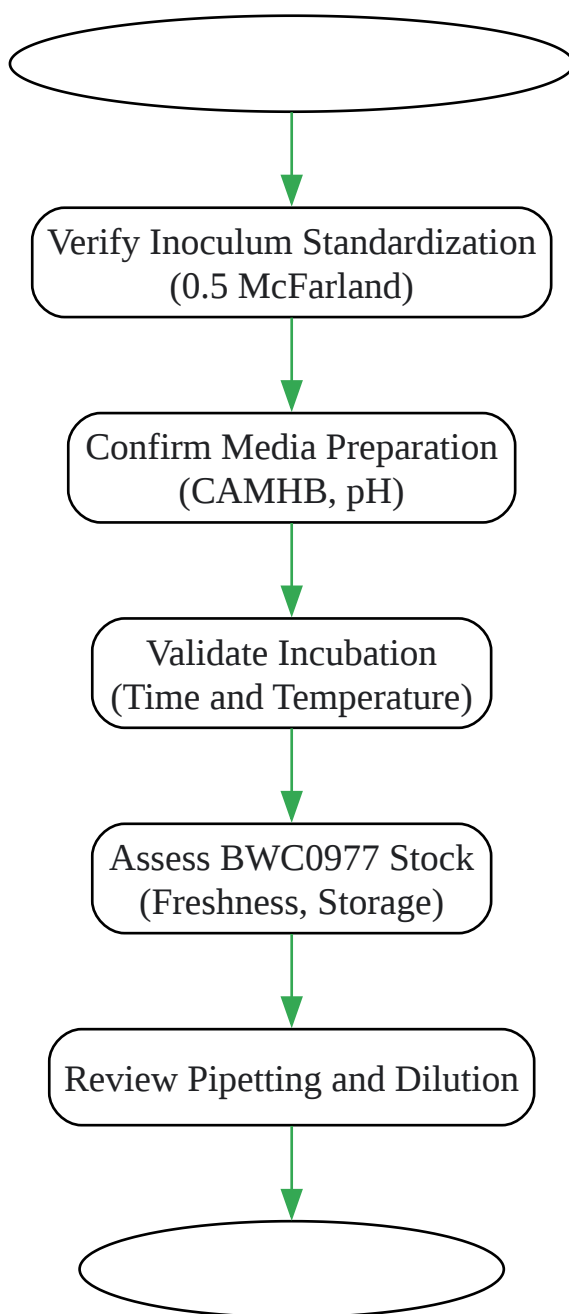 Verify Inoculum Standardization
(0.5 McFarland)
Confirm Media Preparation
(CAMHB, pH)
Validate Incubation
(Time and Temperature)
Assess BWC0977 Stock
(Freshness, Storage)
Review Pipetting and Dilution